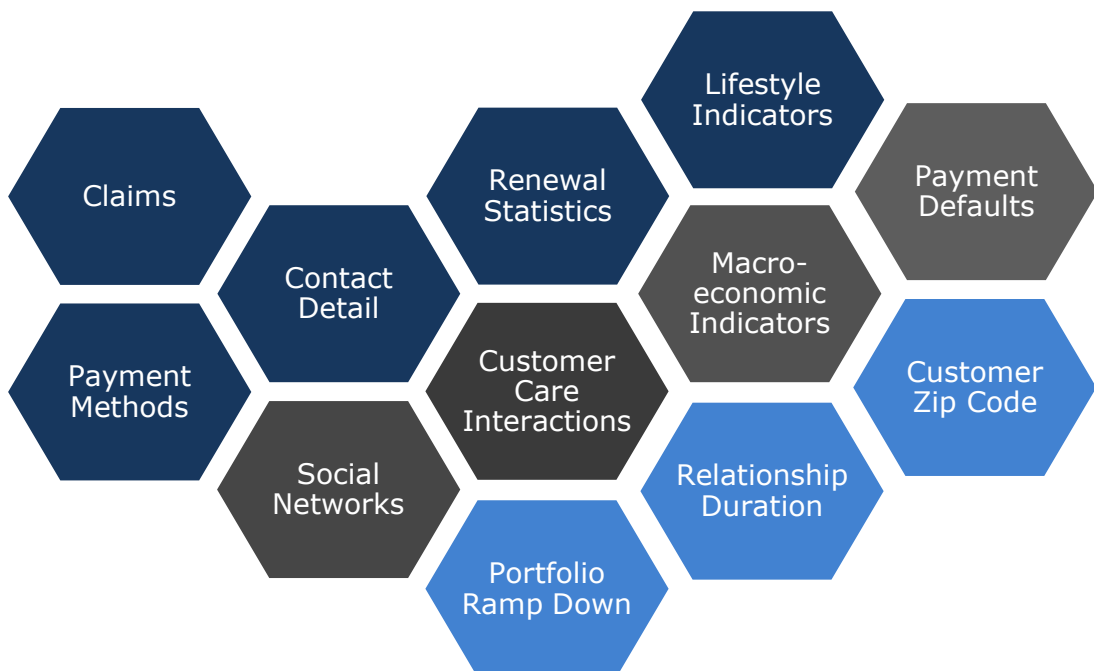 Lifestyle
Indicators
Claims
Renewal
Statistics
Payment
Defaults
Contact
Detail
Macro-
economic
Indicators
Payment
Methods
Customer
Care
Interactions
Customer
Zip Code
Social
Networks
Relationship
Duration
Portfolio
Ramp Down